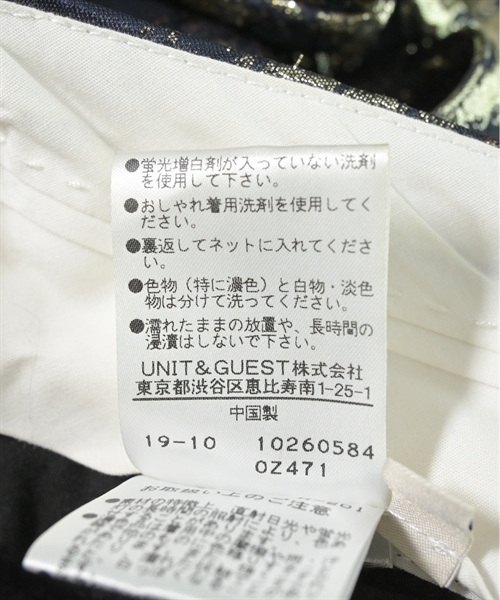 ●蛍光増白剤が入っていない洗剤
を使用して下さい。
●おしゃれ着用洗剤を使用してく
ださい。
●裏返してネットに入れてくださ
い。
●色物（特に濃色）と白物・淡色
物は分けて洗ってください。
●濡れたままの放置や、長時間の
浸漬はしないで下さい。
UNIT&GUEST株式会社
東京都渋谷区恵比寿南1-25-1
中国製
19-10 10260584
0Z471
お取扱い上のご注意